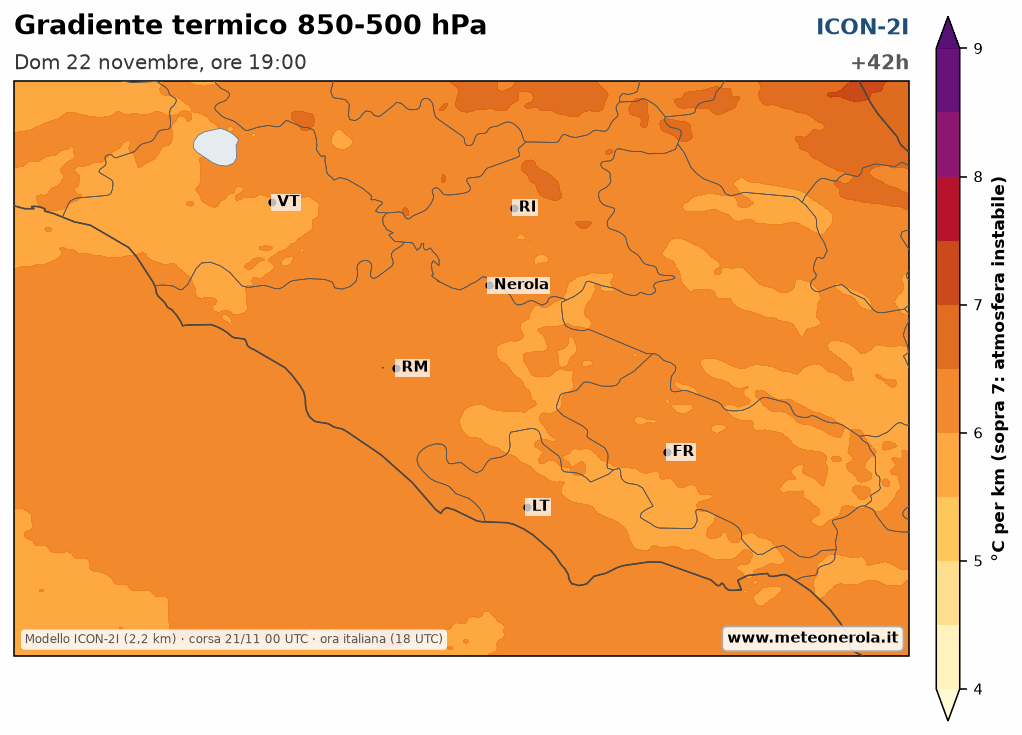 Gradiente termico 850-500 hPa
ICON-2I
Dom 22 novembre, ore 19:00
+42h
VT
RI
Nerola
RM
FR
LT
Modello ICON-2I (2,2 km) · corsa 21/11 00 UTC · ora italiana (18 UTC)
www.meteonerola.it
9
8
7
6
5
4
°C per km (sopra 7: atmosfera instabile)